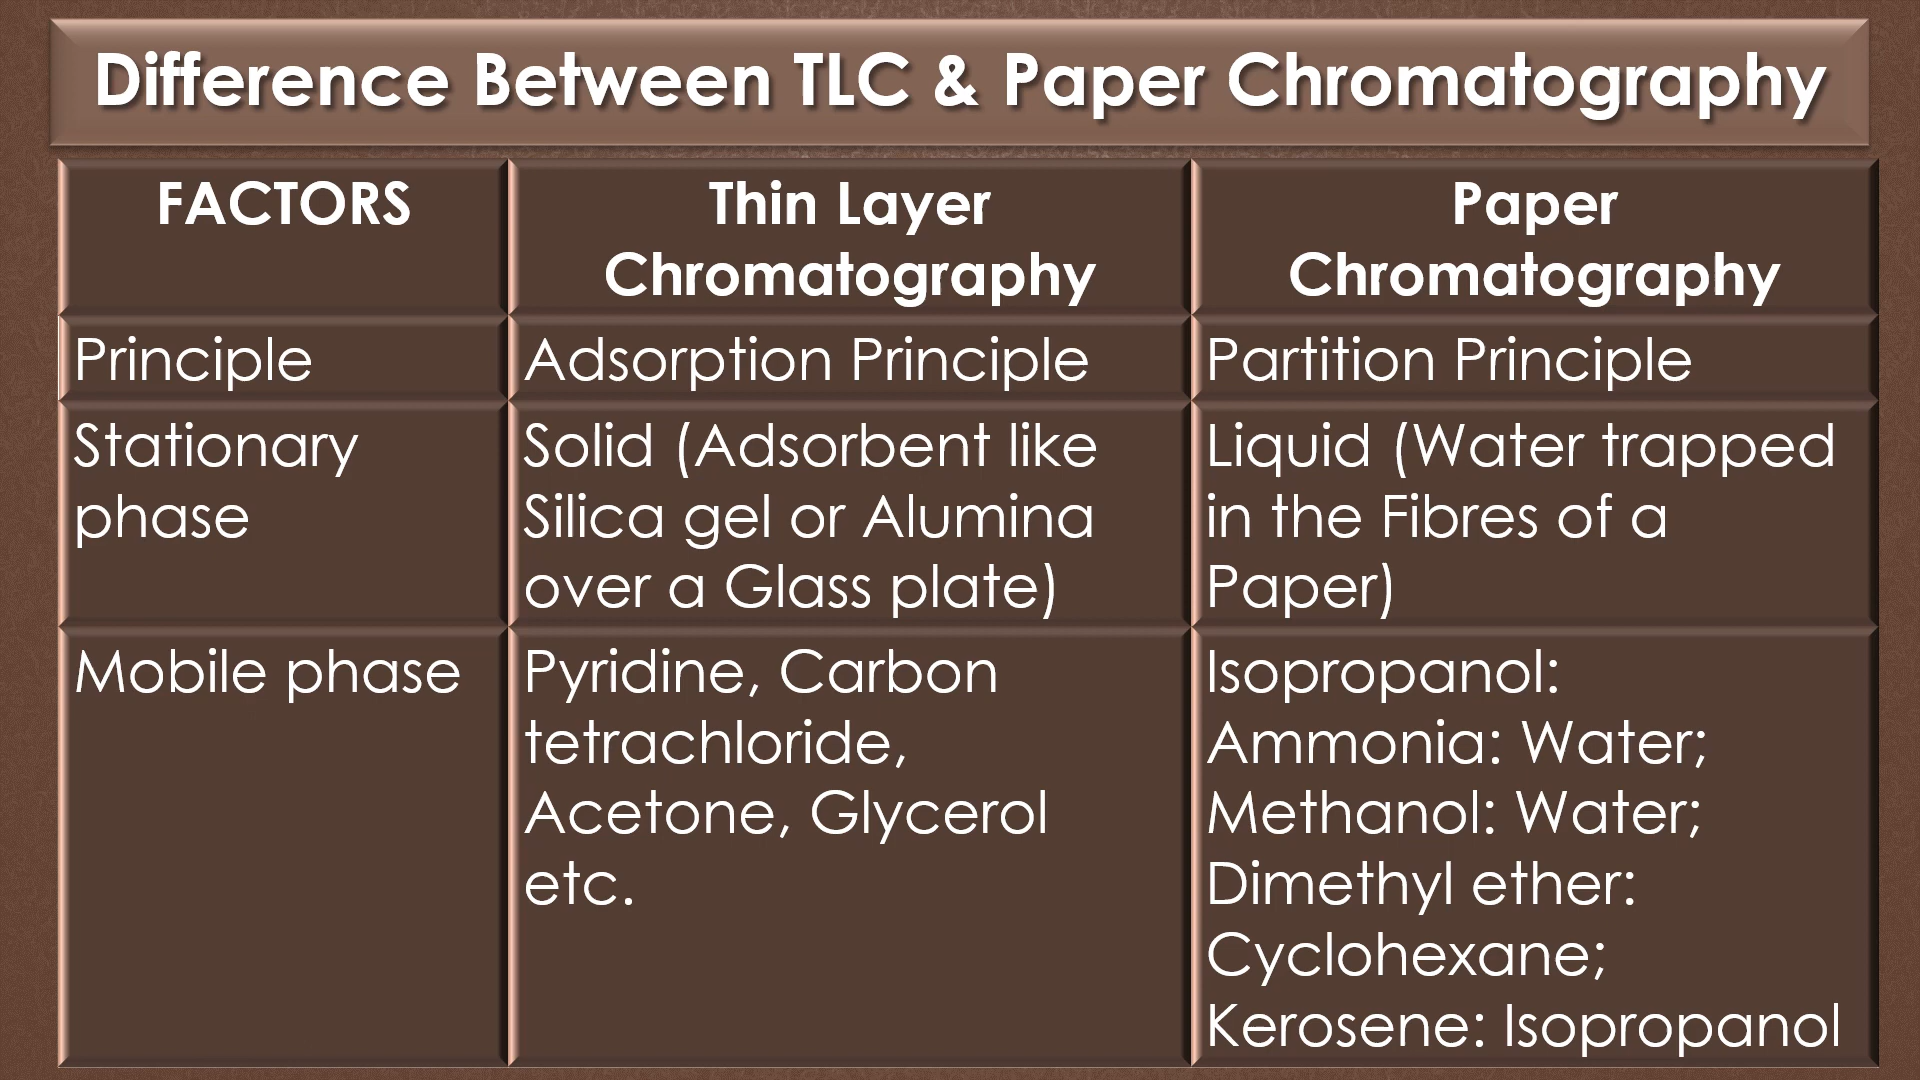 Difference Between TLC & Paper Chromatography
FACTORS
Thin Layer
Chromatography
Paper
Chromatography
Principle
Adsorption Principle
Partition Principle
Stationary
phase
Solid (Adsorbent like
Silica gel or Alumina
over a Glass plate)
Liquid (Water trapped
in the Fibres of a
Paper)
Mobile phase
Pyridine, Carbon
tetrachloride,
Acetone, Glycerol
etc.
Isopropanol:
Ammonia: Water;
Methanol: Water;
Dimethyl ether:
Cyclohexane;
Kerosene: Isopropanol